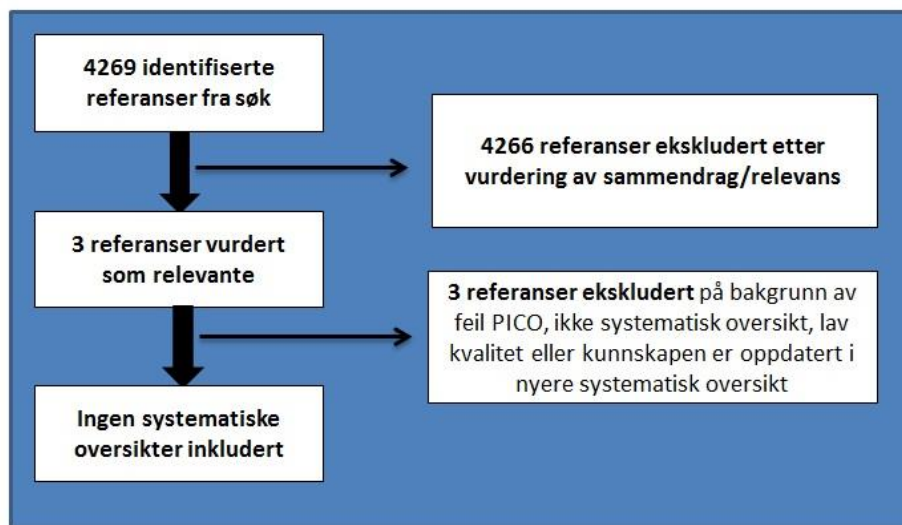 4269 identifiserte
referanser fra søk
4266 referanser ekskludert etter
vurdering av sammendrag/relevans
3 referanser vurdert
som relevante
3 referanser ekskludert på bakgrunn av
feil PICO, ikke systematisk oversikt, lav
kvalitet eller kunnskapen er oppdatert i
nyere systematisk oversikt
Ingen systematiske
oversikter inkludert